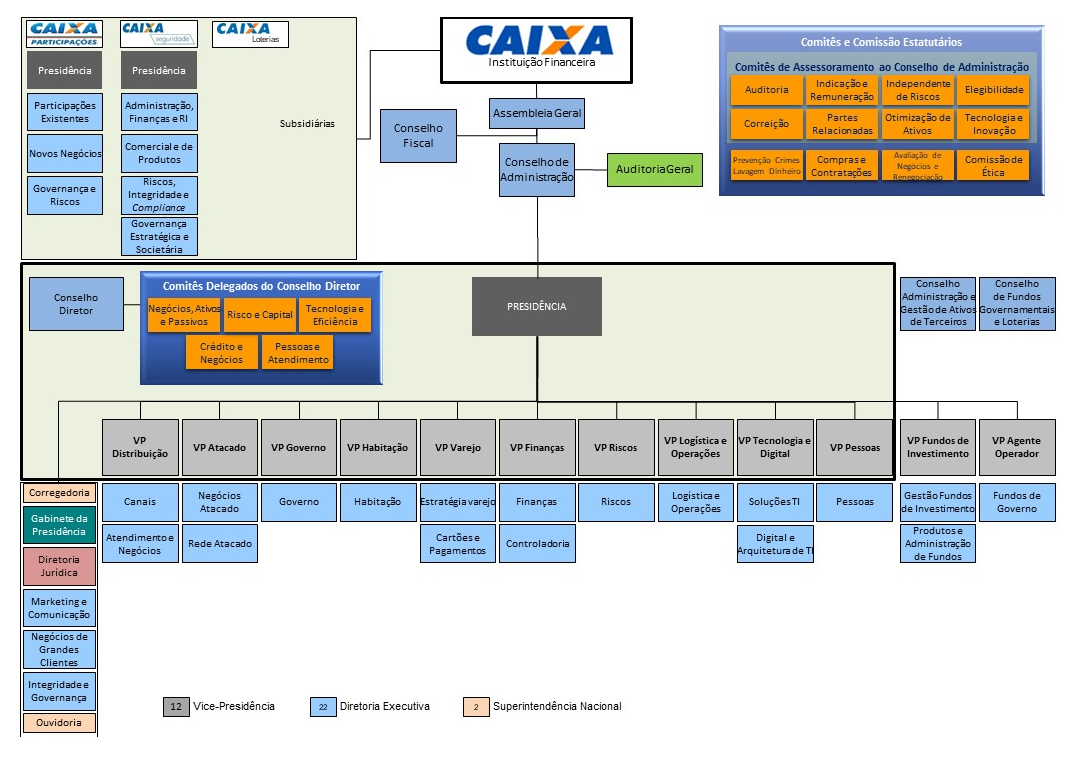 CAIXA
PARTICIPAÇÕES
CAIXA
seguridade
CAIXA
Loterias
Presidência
Presidência
Participações
Existentes
Administração,
Finanças e RI
Novos Negócios
Comercial e de
Produtos
Governança e
Riscos
Riscos,
Integridade e
Compliance
Governança
Estratégica e
Societária
Subsidiárias
CAIXA
Instituição Financeira
Assembleia Geral
Conselho
Fiscal
Conselho de
Administração
Auditoria Geral
Comitês e Comissão Estatutários
Comitês de Assessoramento ao Conselho de Administração
Auditoria
Indicação e
Remuneração
Independente
de Riscos
Elegibilidade
Correição
Partes
Relacionadas
Otimização de
Ativos
Tecnologia e
Inovação
Prevenção Crimes
Lavagem Dinheiro
Compras e
Contratações
Avaliação de
Negócios e
Renegociação
Comissão de
Ética
Conselho
Diretor
Comitês Delegados do Conselho Diretor
Negócios, Ativos
e Passivos
Risco e Capital
Tecnologia e
Eficiência
Crédito e
Negócios
Pessoas e
Atendimento
PRESIDÊNCIA
Conselho
Administração e
Gestão de Ativos
de Terceiros
Conselho
de Fundos
Governamentais
e Loterias
VP
Distribuição
VP Atacado
VP Governo
VP Habitação
VP Varejo
VP Finanças
VP Riscos
VP Logística e
Operações
VP Tecnologia e
Digital
VP Pessoas
VP Fundos de
Investimento
VP Agente
Operador
Corregedoria
Gabinete da
Presidência
Diretoria
Jurídica
Marketing e
Comunicação
Negócios de
Grandes
Clientes
Integridade e
Governança
Ouvidoria
Canais
Negócios
Atacado
Governo
Habitação
Estratégia varejo
Finanças
Riscos
Logística e
Operações
Soluções TI
Pessoas
Gestão Fundos
de Investimento
Fundos de
Governo
Atendimento e
Negócios
Rede Atacado
Cartões e
Pagamentos
Controladoria
Digital e
Arquitetura de TI
Produtos e
Administração
de Fundos
12 Vice-Presidência
22 Diretoria Executiva
2 Superintendência Nacional